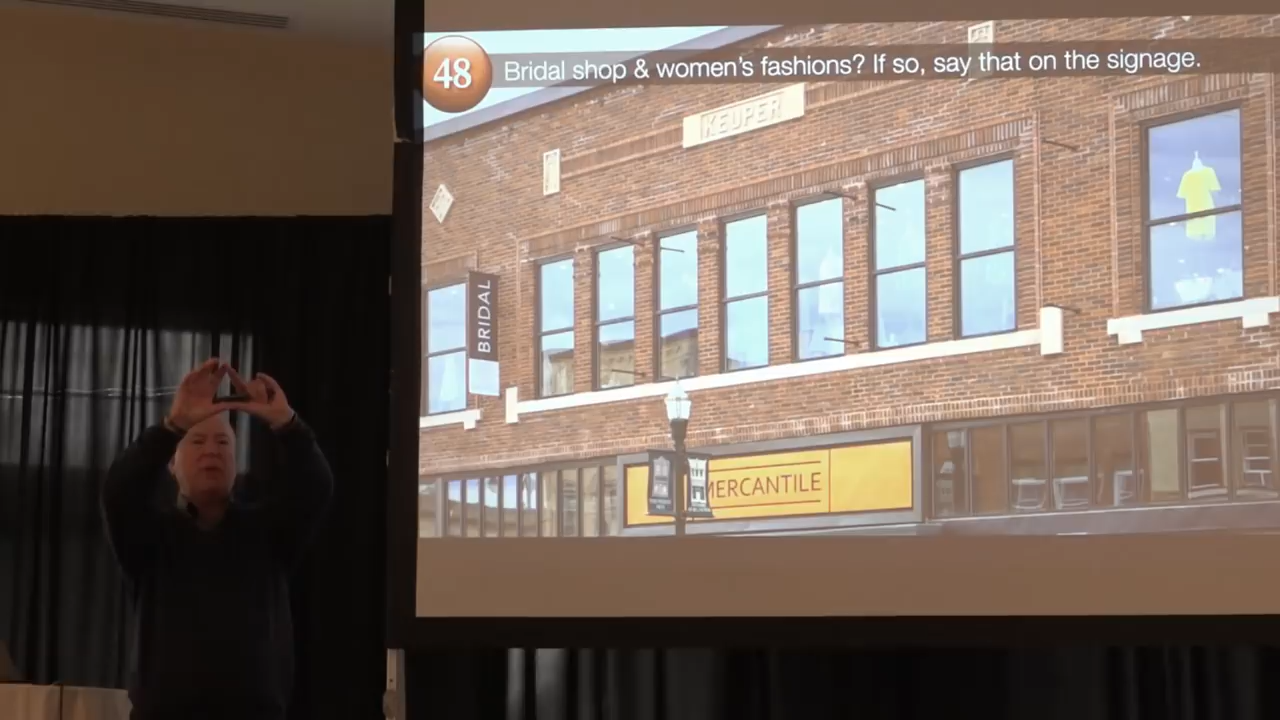 48
Bridal shop & women's fashions? If so, say that on the signage.
KEUPER
BRIDAL
MERCANTILE